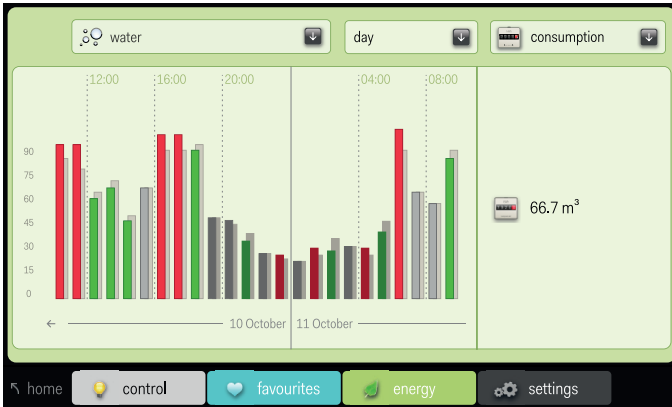 water day consumption
12:00 16:00 20:00 04:00 08:00
90
75
60
45
30
15
0
66.7 m³
← 10 October 11 October
home control favourites energy settings